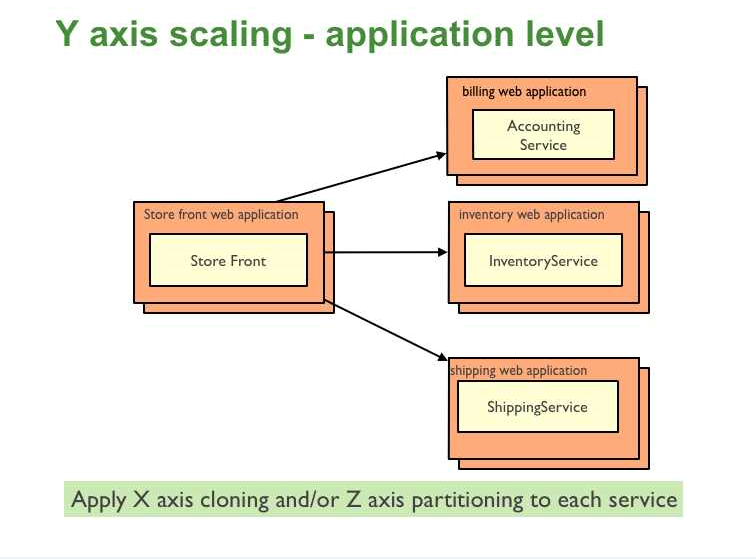 Y axis scaling - application level
billing web application
Accounting
Service
Store front web application
Store Front
inventory web application
InventoryService
shipping web application
ShippingService
Apply X axis cloning and/or Z axis partitioning to each service